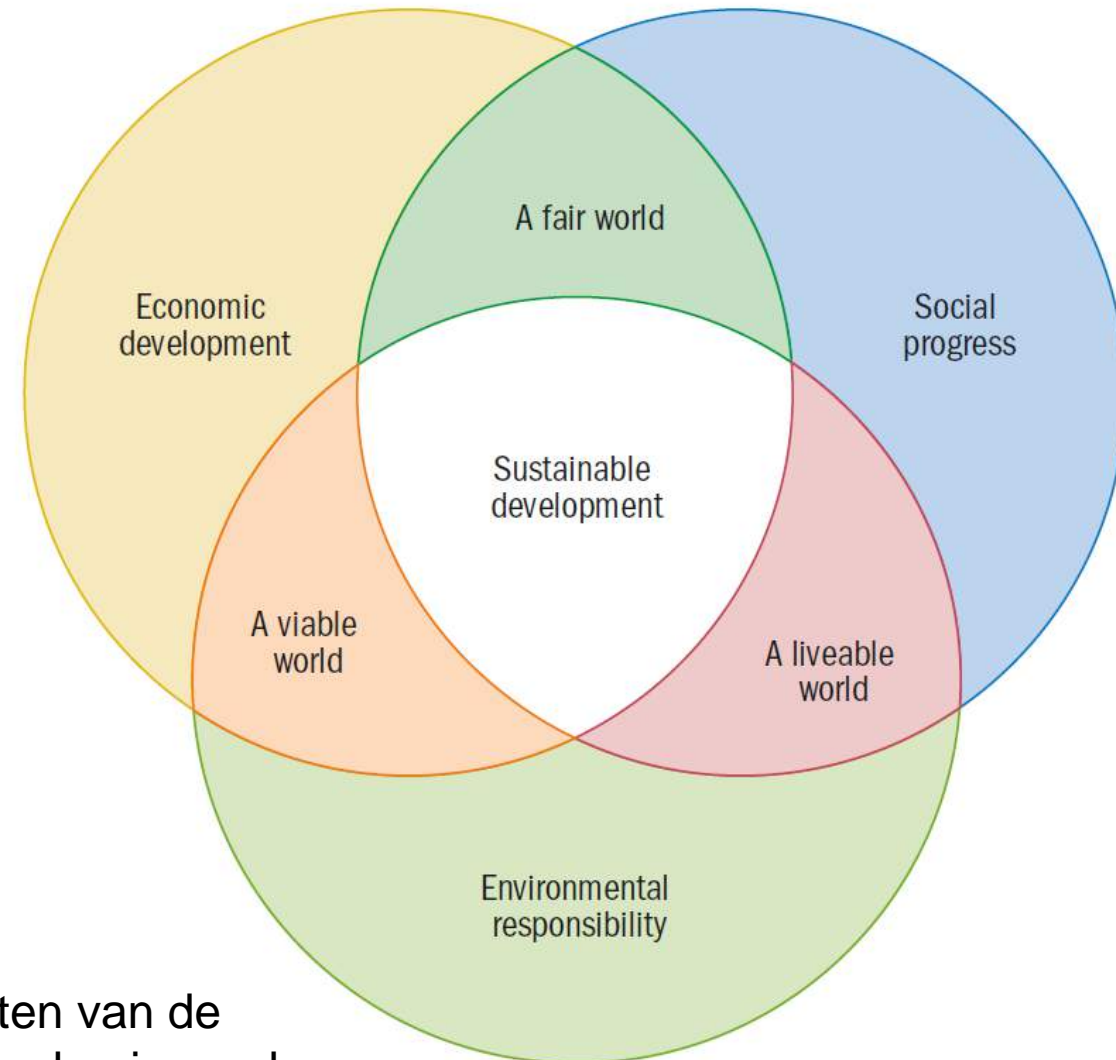 A fair world
Economic
development
Social
progress
Sustainable
development
A viable
world
A liveable
world
Environmental
responsibility
ten van de